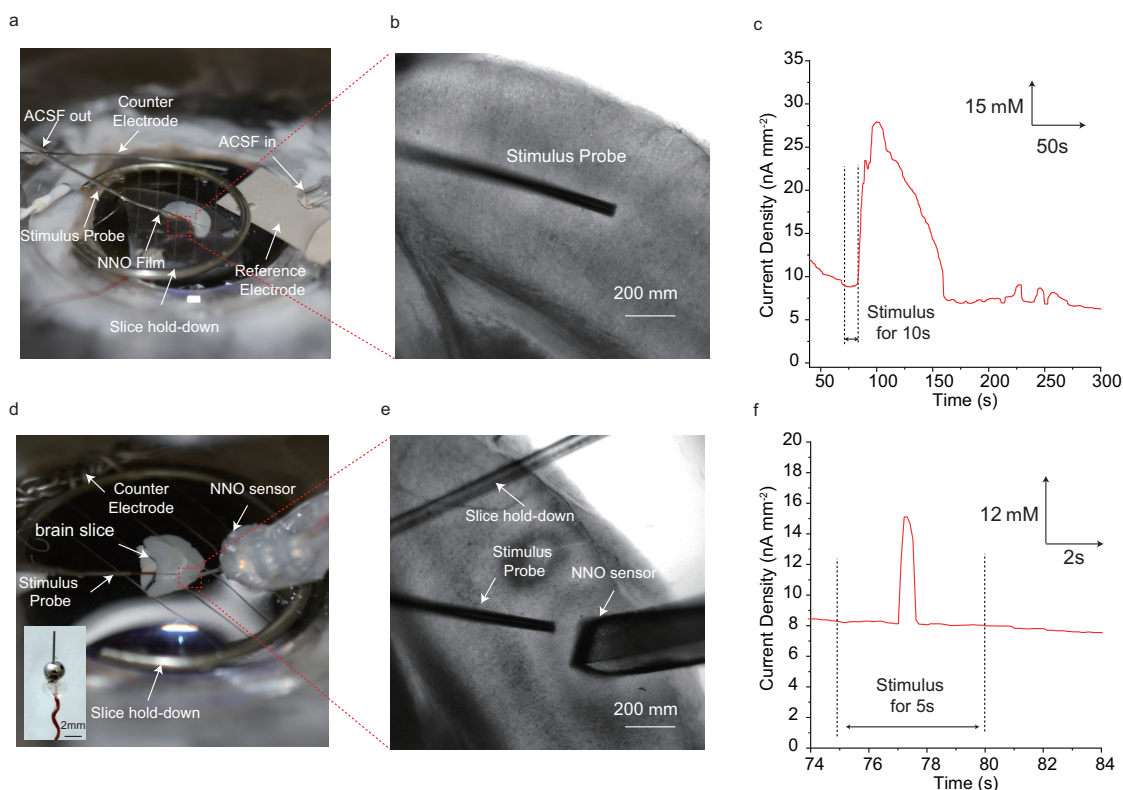 a
ACSF out
Counter
Electrode
ACSF in
Stimulus Probe
NNO Film
Reference
Electrode
Slice hold-down
b
Stimulus Probe
200 mm
c
Current Density (nA mm⁻²)
35
30
25
20
15
10
5
0
15 mM
50s
Stimulus
for 10s
50
100
150
200
250
300
Time (s)
d
Counter
Electrode
NNO sensor
brain slice
Stimulus
Probe
2mm
Slice hold-down
e
Slice hold-down
Stimulus
Probe
NNO sensor
200 mm
f
Current Density (nA mm⁻²)
20
18
16
14
12
10
8
6
4
2
0
12 mM
2s
Stimulus
for 5s
74
76
78
80
82
84
Time (s)